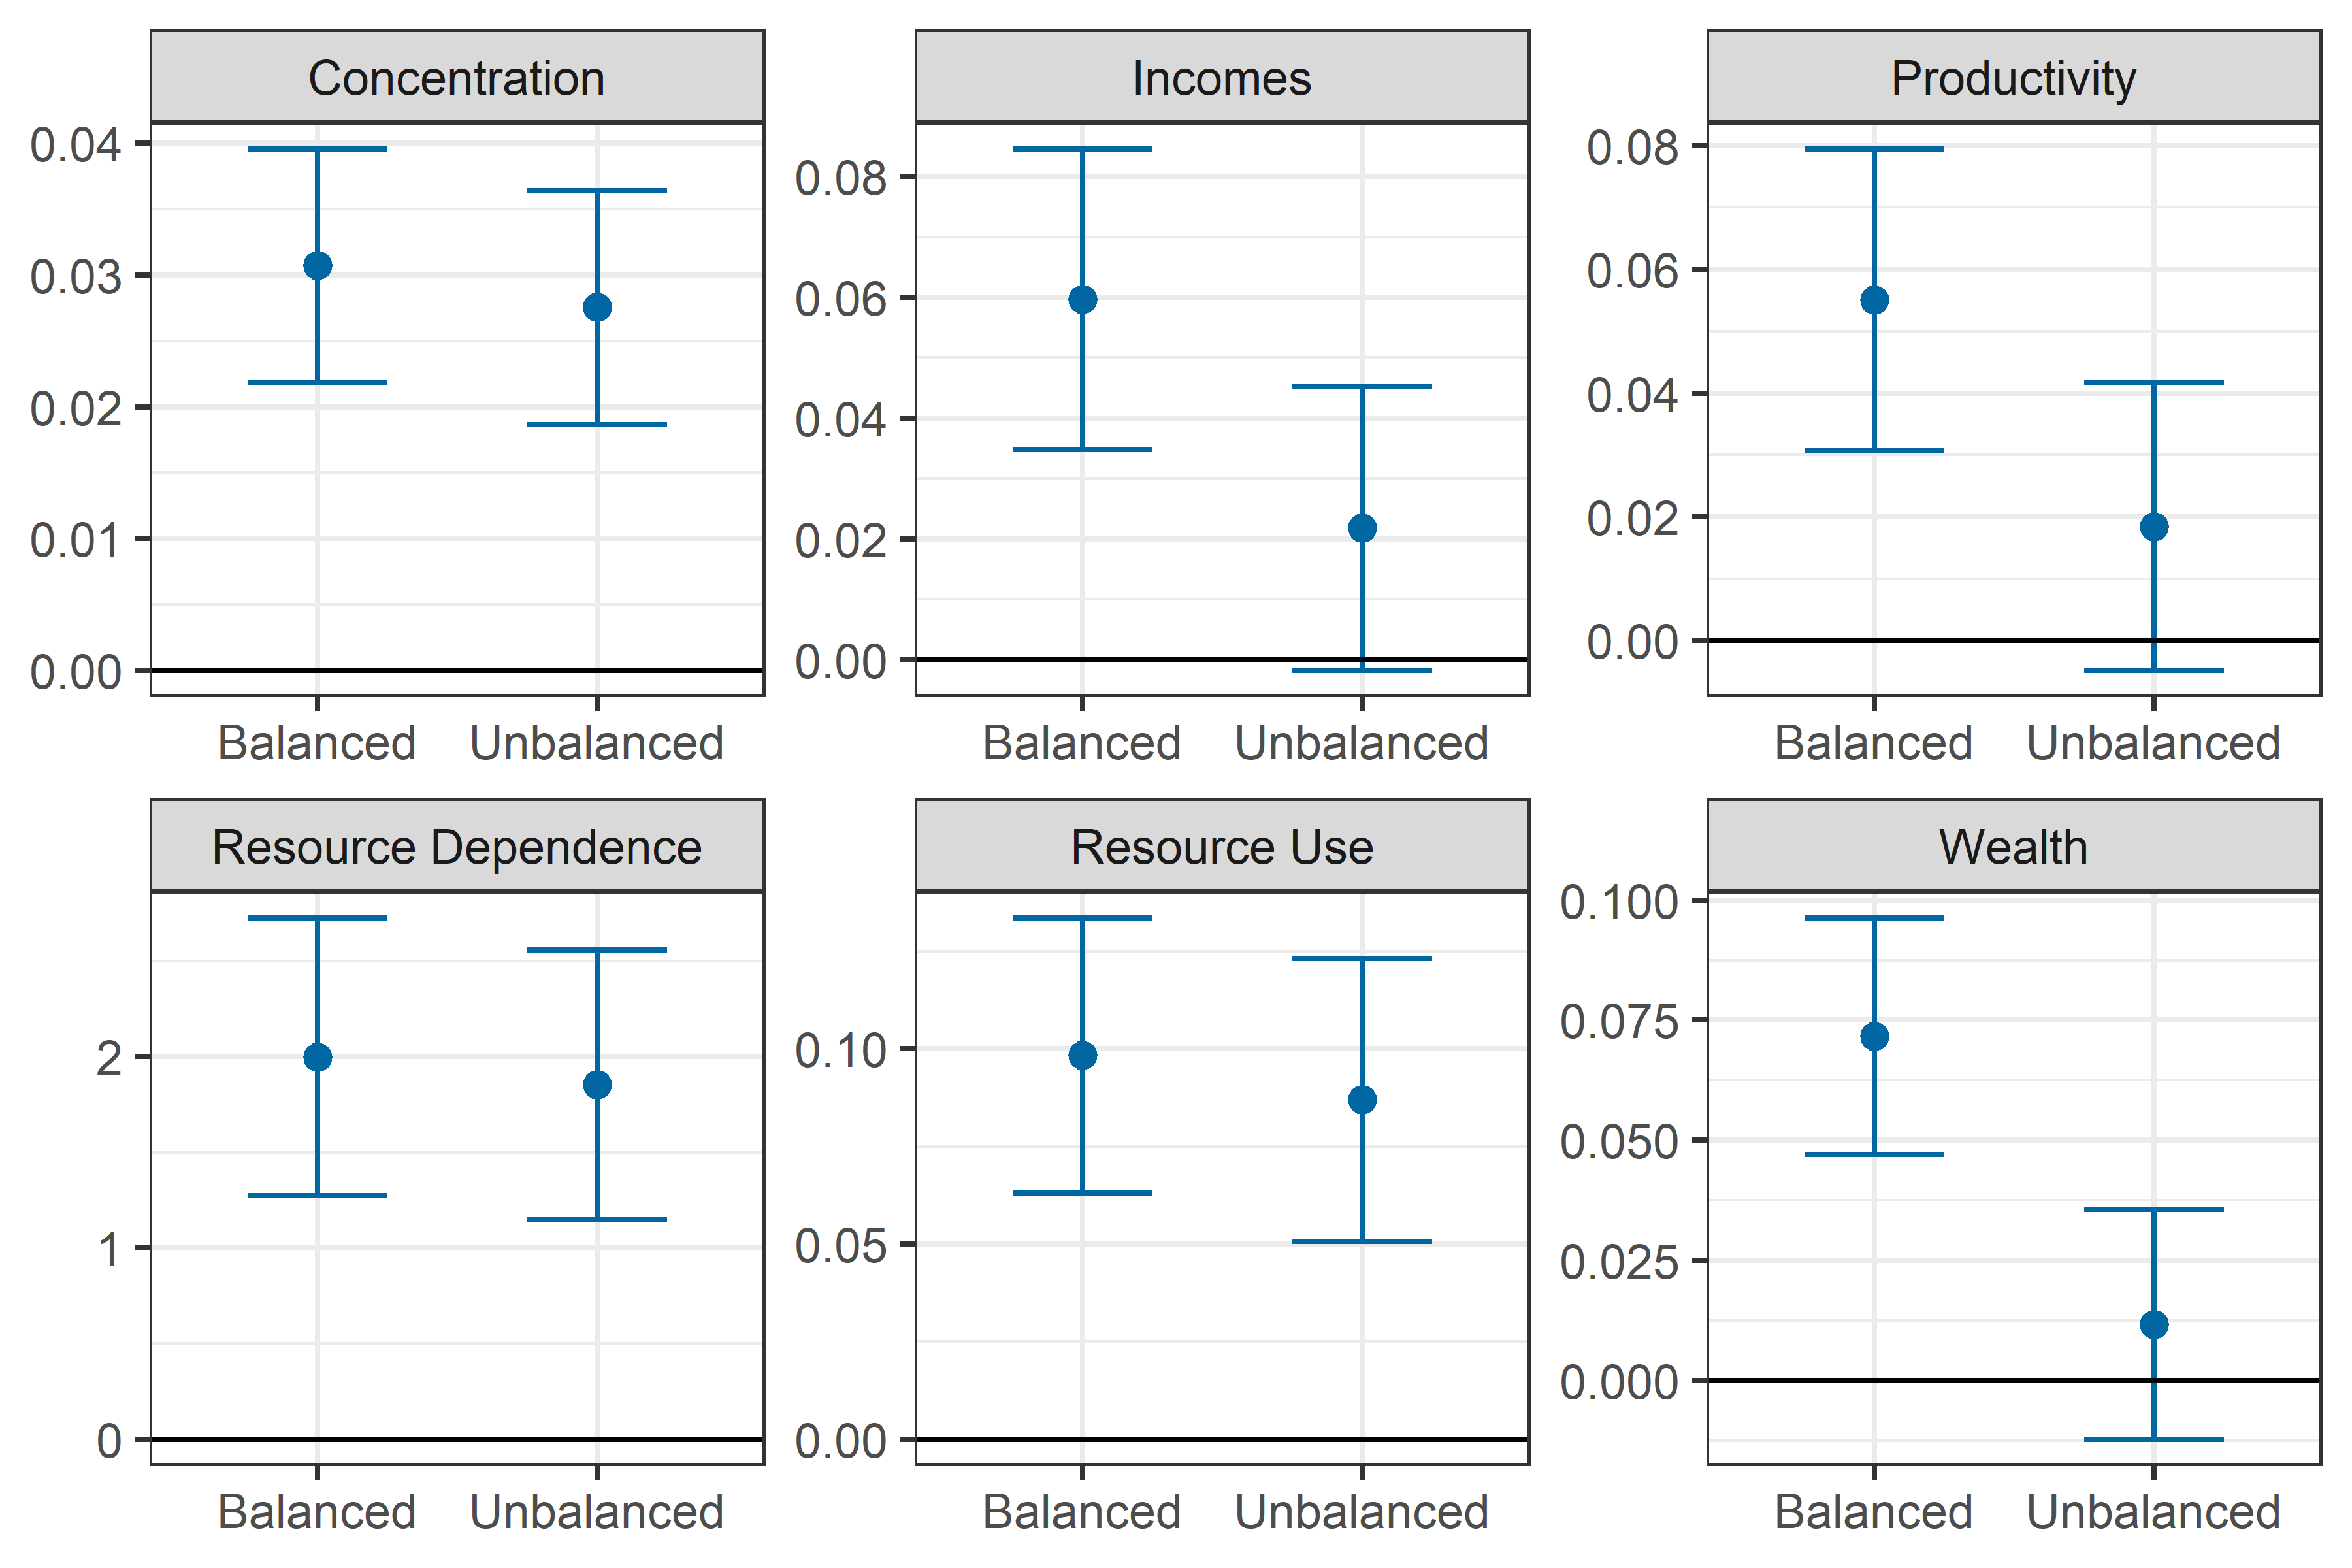 Concentration
0.04
0.03
0.02
0.01
0.00
Balanced Unbalanced
Incomes
0.08
0.06
0.04
0.02
0.00
Balanced Unbalanced
Productivity
0.08
0.06
0.04
0.02
0.00
Balanced Unbalanced
Resource Dependence
2
1
0
Balanced Unbalanced
Resource Use
0.10
0.05
0.00
Balanced Unbalanced
Wealth
0.100
0.075
0.050
0.025
0.000
Balanced Unbalanced